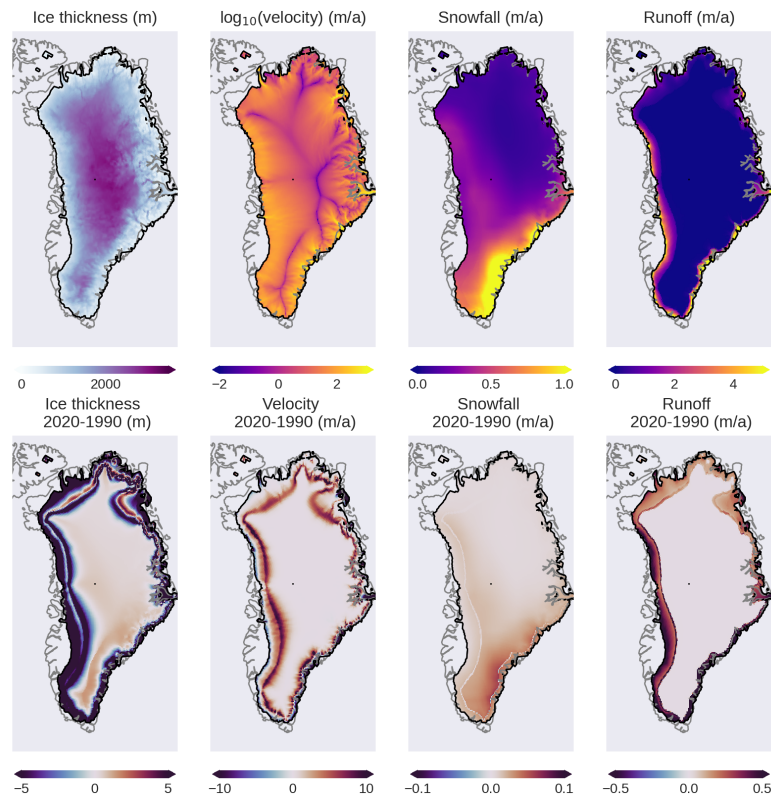 Ice thickness (m) log₁₀(velocity) (m/a) Snowfall (m/a) Runoff (m/a)
0 2000 −2 0 2 0.0 0.5 1.0 0 2 4
Ice thickness Velocity Snowfall Runoff
2020-1990 (m) 2020-1990 (m/a) 2020-1990 (m/a) 2020-1990 (m/a)
−5 0 5 −10 0 10 −0.1 0.0 0.1 −0.5 0.0 0.5